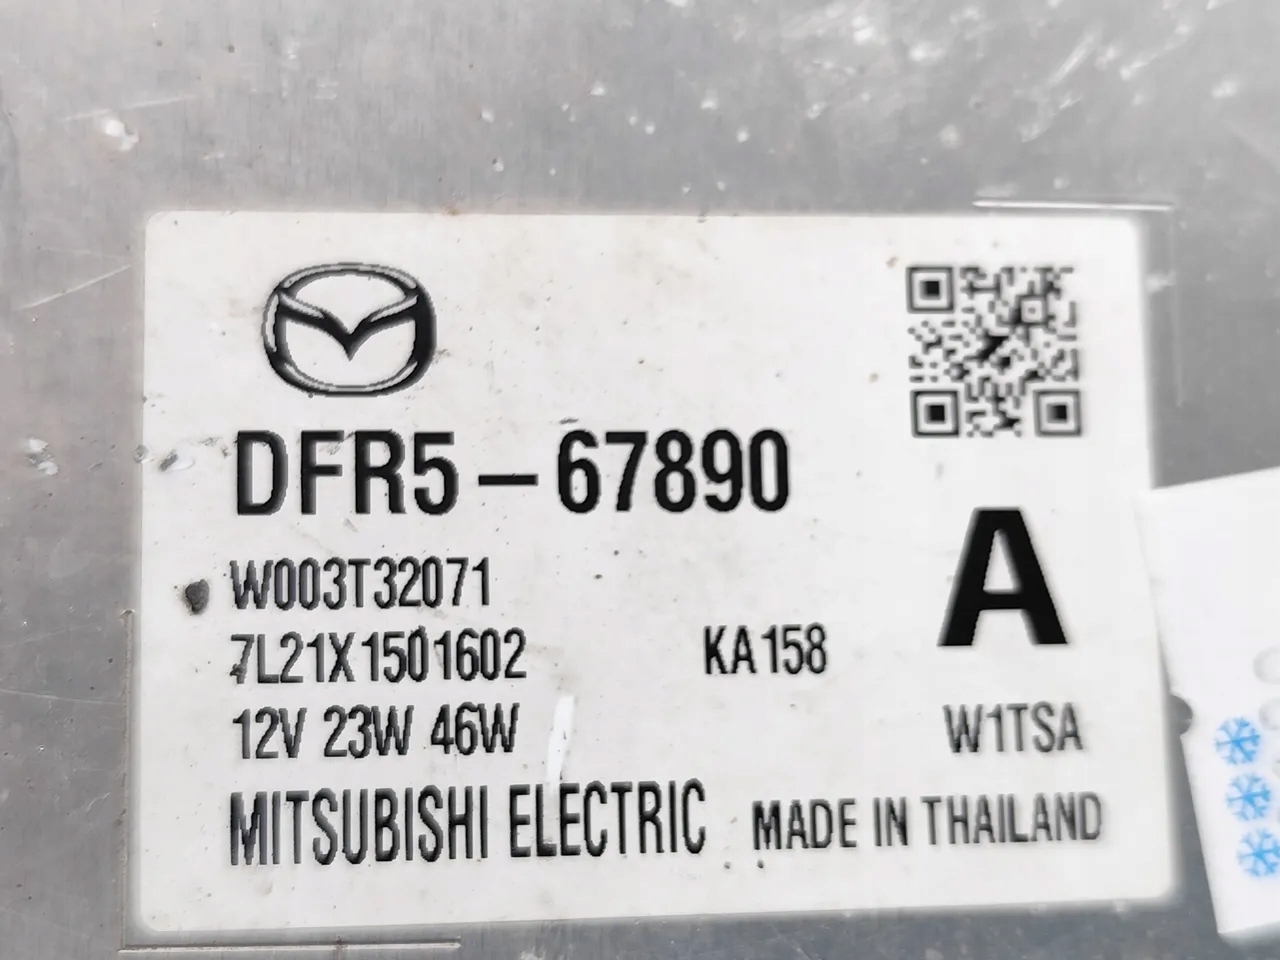 DFR5-67890
A
W003T32071
7L21X1501602 KA158
12V 23W 46W W1TSA
MITSUBISHI ELECTRIC MADE IN THAILAND